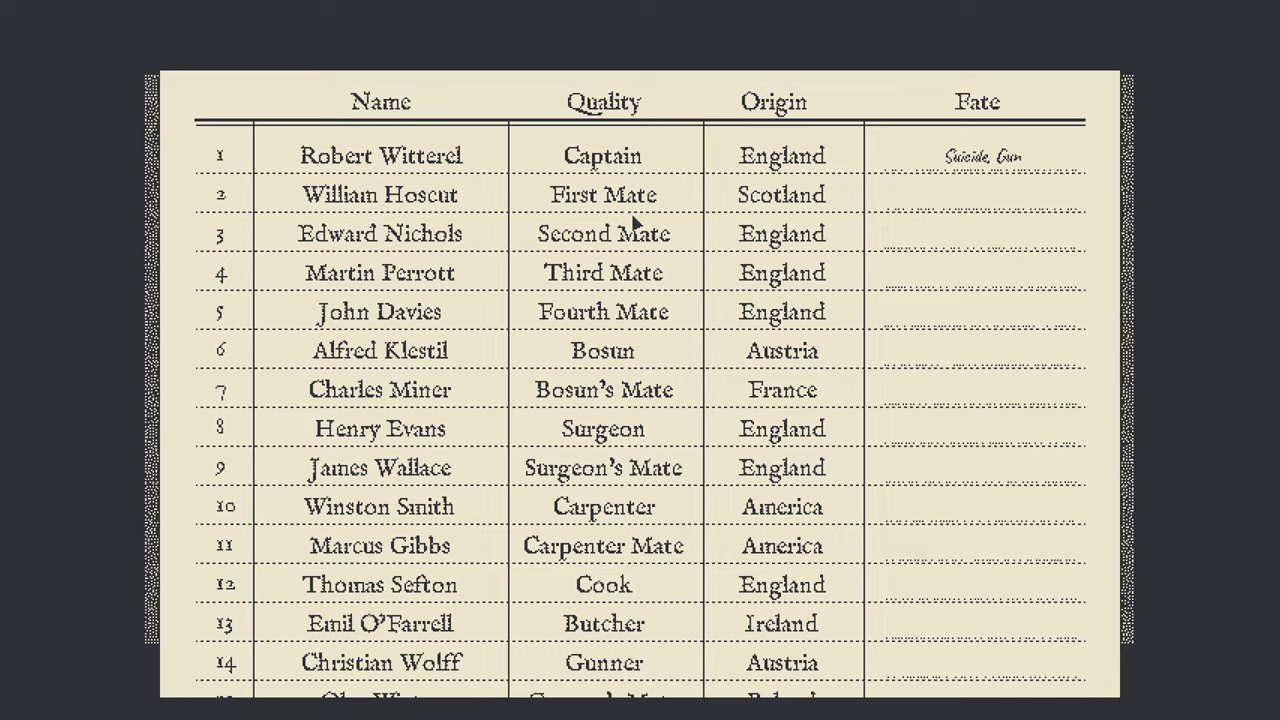 Name Quality Origin Fate
1 Robert Witterel Captain England Suicide, Gun
2 William Hoscut First Mate Scotland
3 Edward Nichols Second Mate England
4 Martin Perrott Third Mate England
5 John Davies Fourth Mate England
6 Alfred Klestil Bosun Austria
7 Charles Miner Bosun's Mate France
8 Henry Evans Surgeon England
9 James Wallace Surgeon's Mate England
10 Winston Smith Carpenter America
11 Marcus Gibbs Carpenter Mate America
12 Thomas Sefton Cook England
13 Emil O'Farrell Butcher Ireland
14 Christian Wolff Gunner Austria